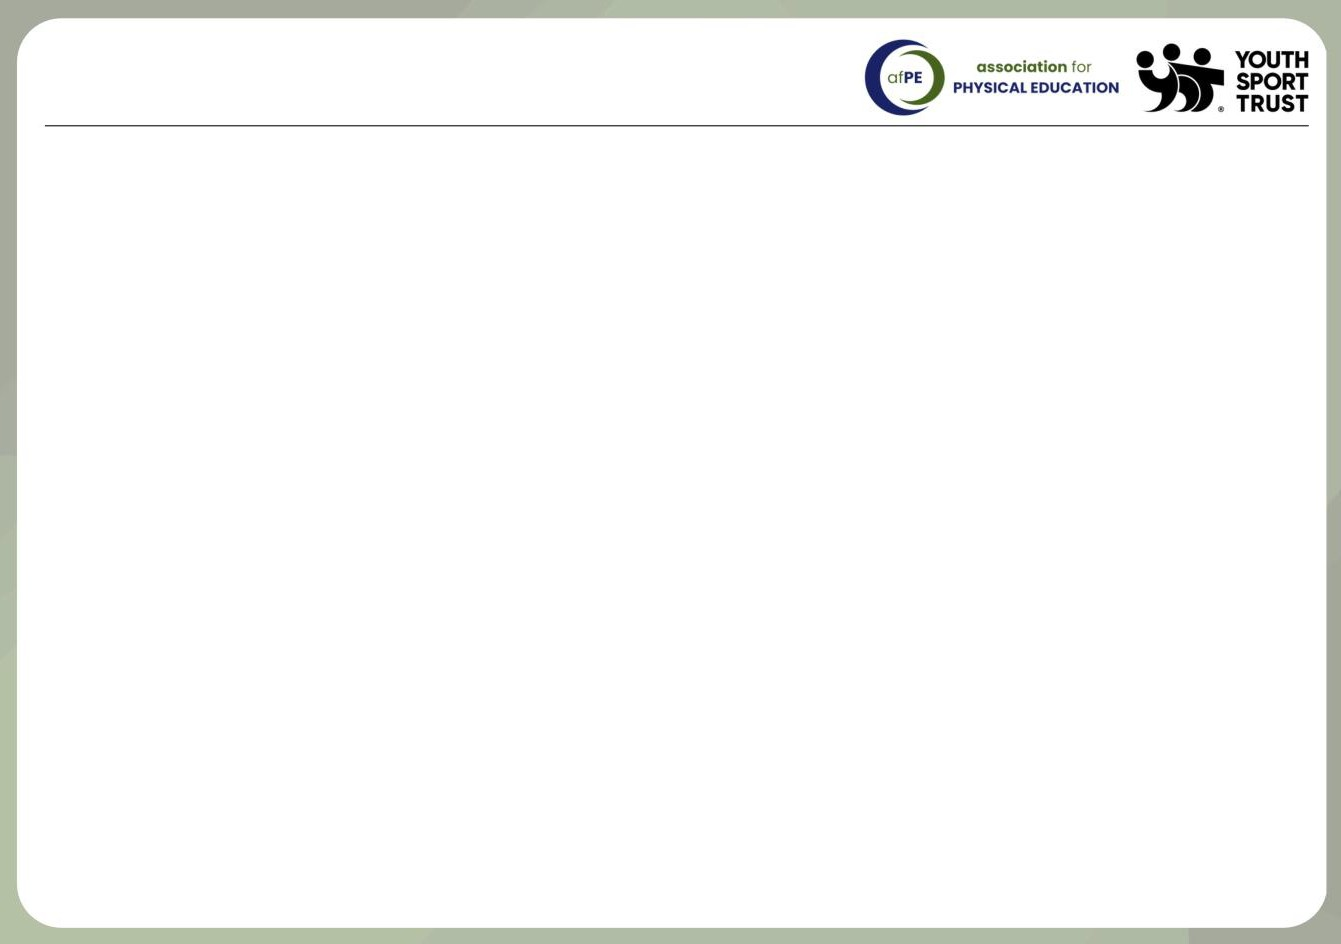 afPE
association for
PHYSICAL EDUCATION
YOUTH
SPORT
TRUST
®